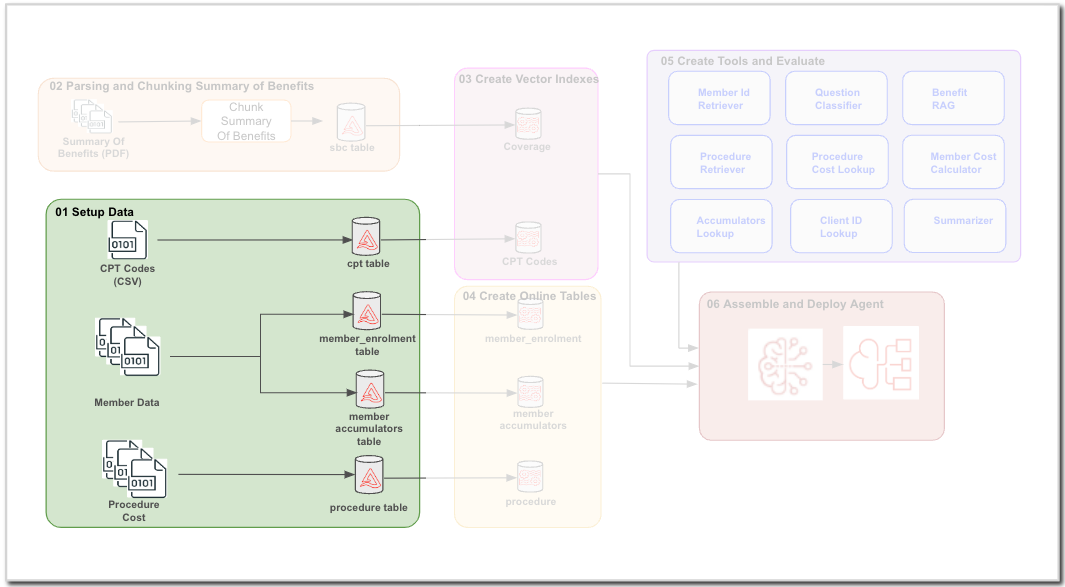 02 Parsing and Chunking Summary of Benefits
Summary Of
Benefits (PDF)
Chunk
Summary
Of Benefits
sbc table
01 Setup Data
0101
CPT Codes
(CSV)
cpt table
0101
Member Data
member_enrolment
table
member
accumulators
table
0101
Procedure
Cost
procedure table
03 Create Vector Indexes
Coverage
CPT Codes
04 Create Online Tables
member_enrolment
member
accumulators
procedure
05 Create Tools and Evaluate
Member Id
Retriever
Question
Classifier
Benefit
RAG
Procedure
Retriever
Procedure
Cost Lookup
Member Cost
Calculator
Accumulators
Lookup
Client ID
Lookup
Summarizer
06 Assemble and Deploy Agent